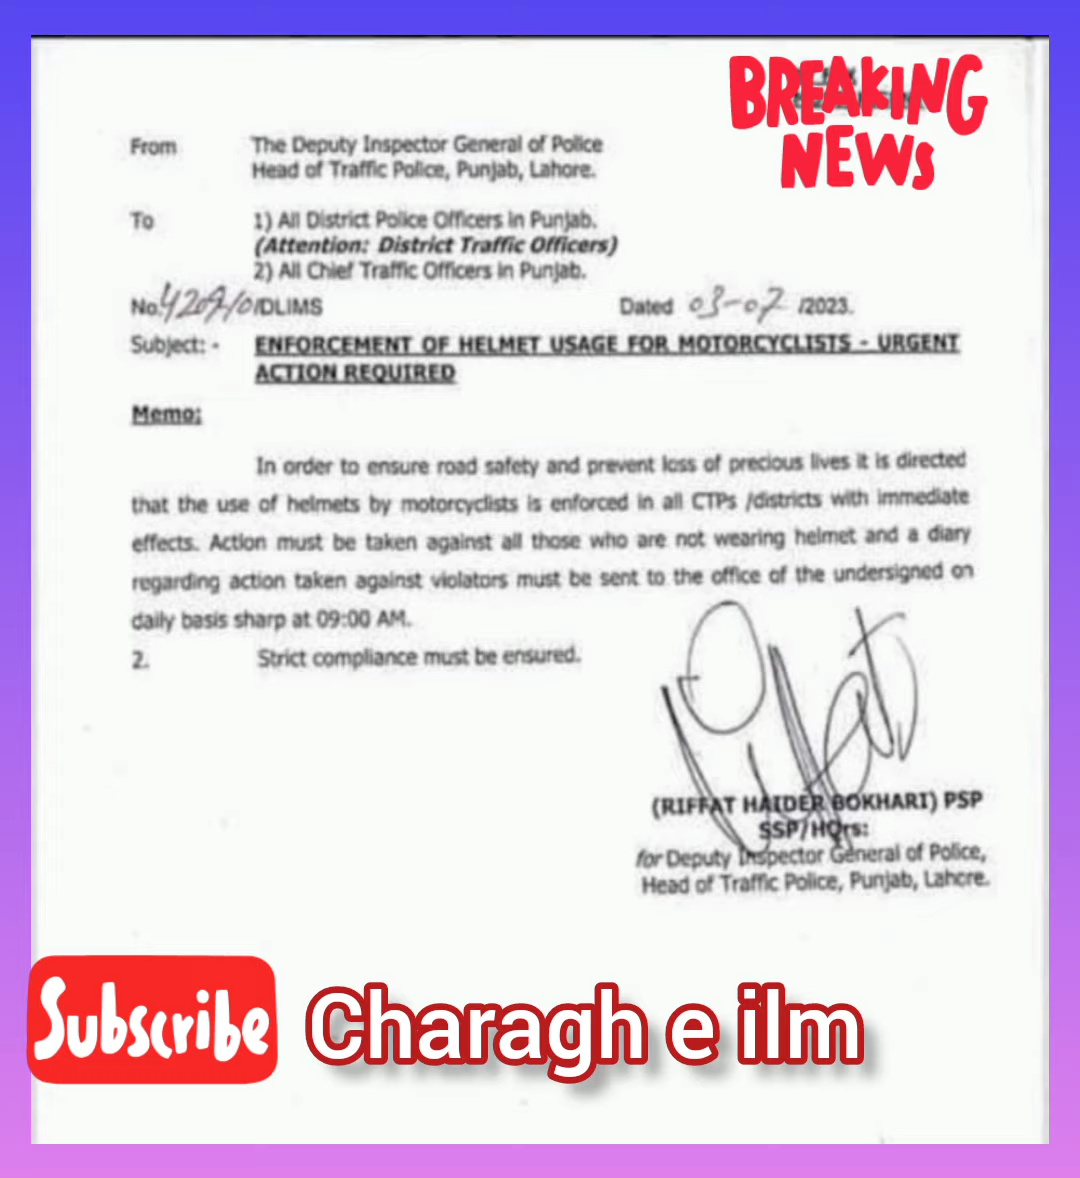 BREAKING
NEWS
From The Deputy Inspector General of Police
Head of Traffic Police, Punjab, Lahore.
To 1) All District Police Officers in Punjab.
(Attention: District Traffic Officers)
2) All Chief Traffic Officers in Punjab.
No. /DLIMS Dated 03-07 /2023.
Subject: - ENFORCEMENT OF HELMET USAGE FOR MOTORCYCLISTS - URGENT
ACTION REQUIRED
Memo:
In order to ensure road safety and prevent loss of precious lives it is directed
that the use of helmets by motorcyclists is enforced in all CTPs /districts with immediate
effects. Action must be taken against all those who are not wearing helmet and a diary
regarding action taken against violators must be sent to the office of the undersigned on
daily basis sharp at 09:00 AM.
2. Strict compliance must be ensured.
(RIFFAT HAIDER BOKHARI) PSP
SSP/HQrs:
for Deputy Inspector General of Police,
Head of Traffic Police, Punjab, Lahore.
Subscribe Charagh e ilm